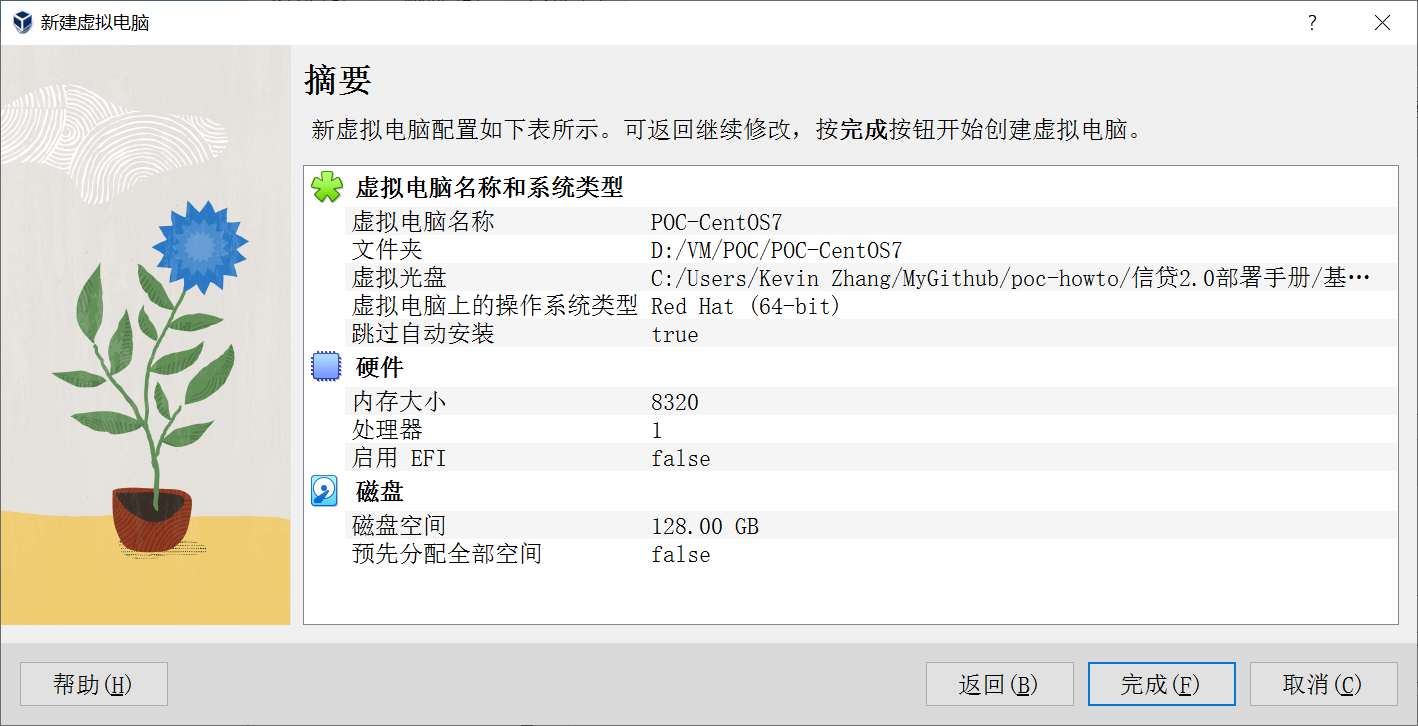 新建虚拟电脑
?
摘要
新虚拟电脑配置如下表所示。可返回继续修改，按完成按钮开始创建虚拟电脑。
虚拟电脑名称和系统类型
虚拟电脑名称 POC-CentOS7
文件夹 D:/VM/POC/POC-CentOS7
虚拟光盘 C:/Users/Kevin Zhang/MyGithub/poc-howto/信贷2.0部署手册/基…
虚拟电脑上的操作系统类型 Red Hat (64-bit)
跳过自动安装 true
硬件
内存大小 8320
处理器 1
启用 EFI false
磁盘
磁盘空间 128.00 GB
预先分配全部空间 false
帮助(H) 返回(B) 完成(F) 取消(C)